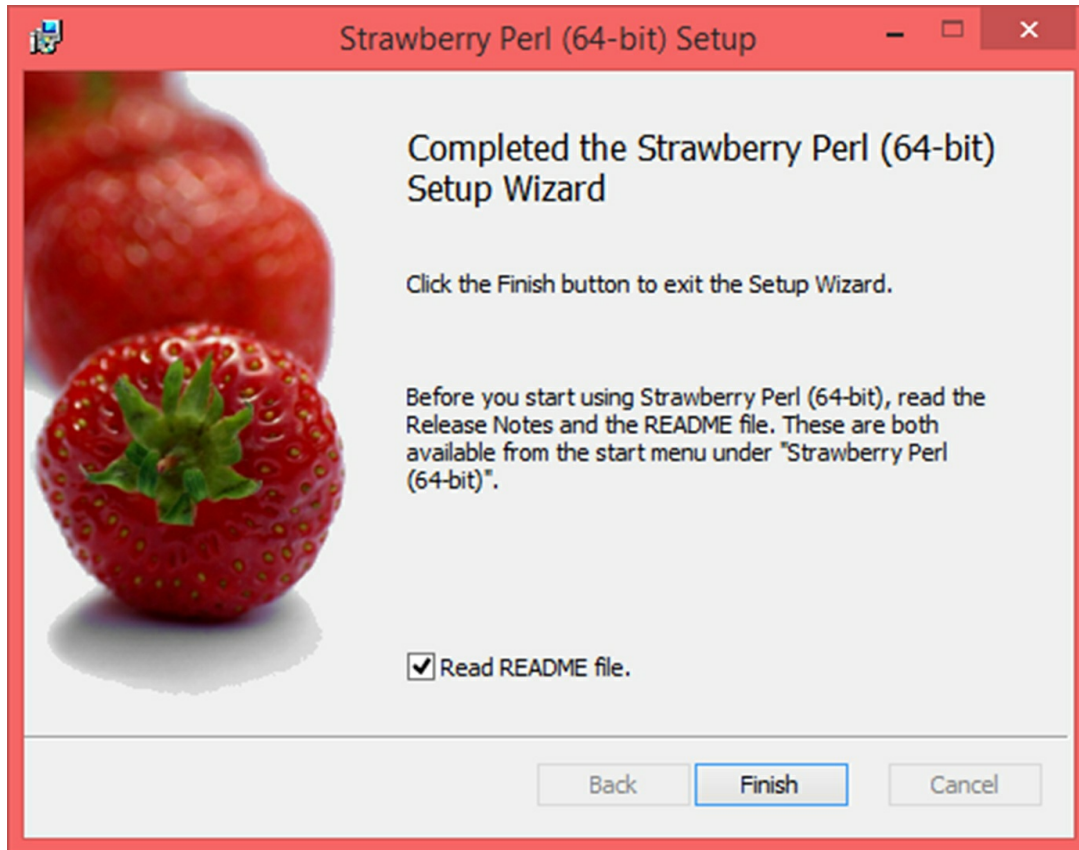 Strawberry Perl (64-bit) Setup
Completed the Strawberry Perl (64-bit)
Setup Wizard
Click the Finish button to exit the Setup Wizard.
Before you start using Strawberry Perl (64-bit), read the
Release Notes and the README file. These are both
available from the start menu under "Strawberry Perl
(64-bit)".
Read README file.
Back Finish Cancel